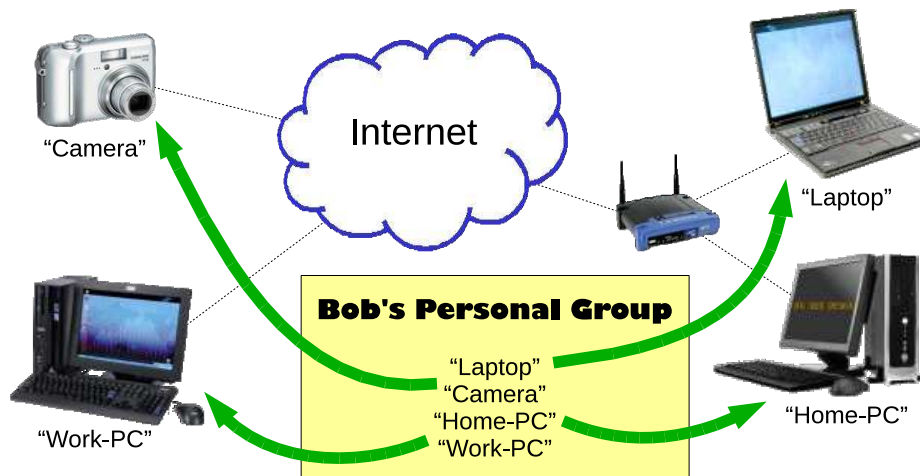 Internet
“Camera”
“Laptop”
Bob's Personal Group
“Laptop”
“Camera”
“Home-PC”
“Work-PC”
“Work-PC”
“Home-PC”